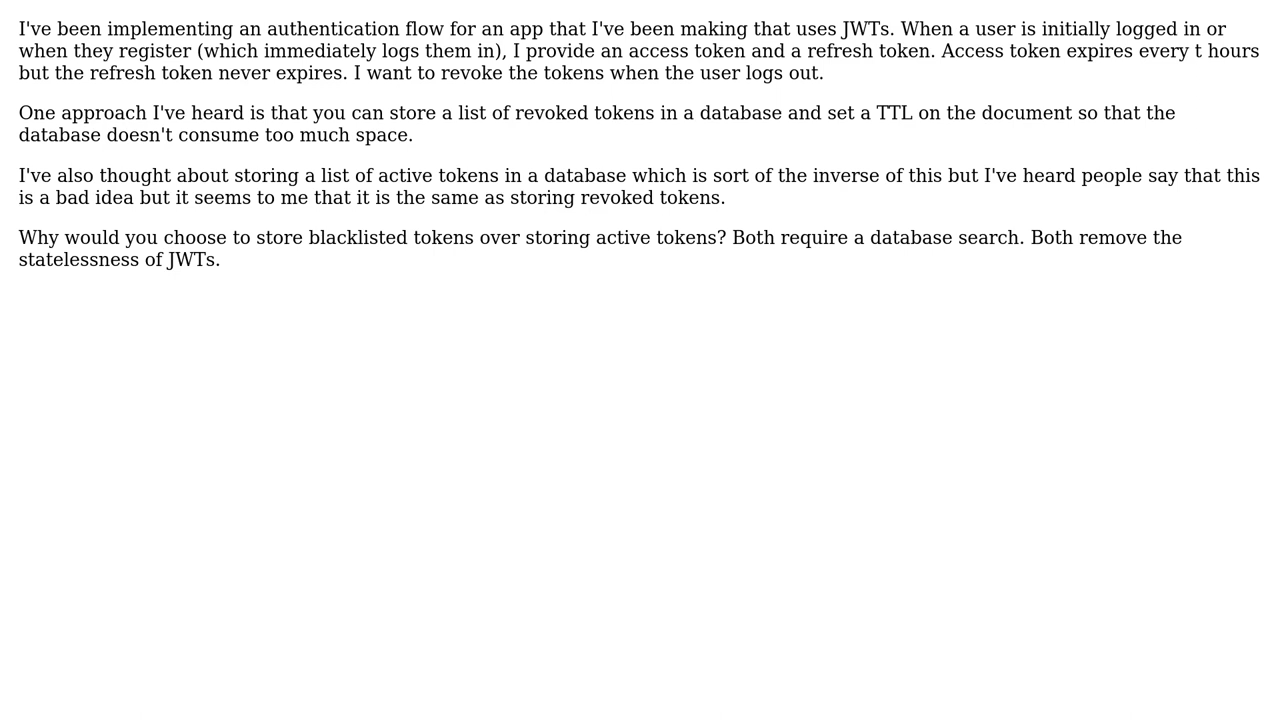 I've been implementing an authentication flow for an app that I've been making that uses JWTs. When a user is initially logged in or
when they register (which immediately logs them in), I provide an access token and a refresh token. Access token expires every t hours
but the refresh token never expires. I want to revoke the tokens when the user logs out.
One approach I've heard is that you can store a list of revoked tokens in a database and set a TTL on the document so that the
database doesn't consume too much space.
I've also thought about storing a list of active tokens in a database which is sort of the inverse of this but I've heard people say that this
is a bad idea but it seems to me that it is the same as storing revoked tokens.
Why would you choose to store blacklisted tokens over storing active tokens? Both require a database search. Both remove the
statelessness of JWTs.